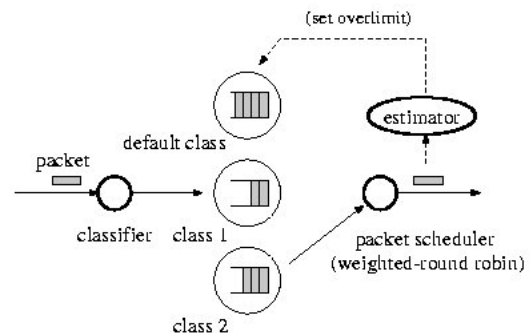 (set overlimit)
estimator
default class
packet
classifier
class 1
packet scheduler
(weighted-round robin)
class 2